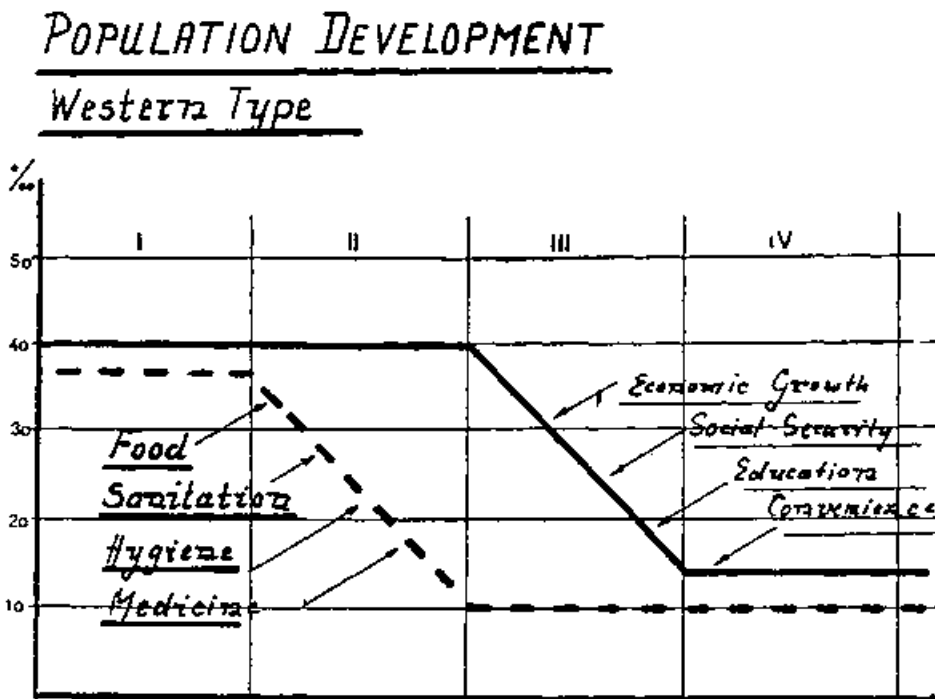 POPULATION DEVELOPMENT
Western Type
°/oo
I II III IV
50
40
30
20
10
Economic Growth
Social Security
Education
Convenience
Food
Sanitation
Hygiene
Medicine